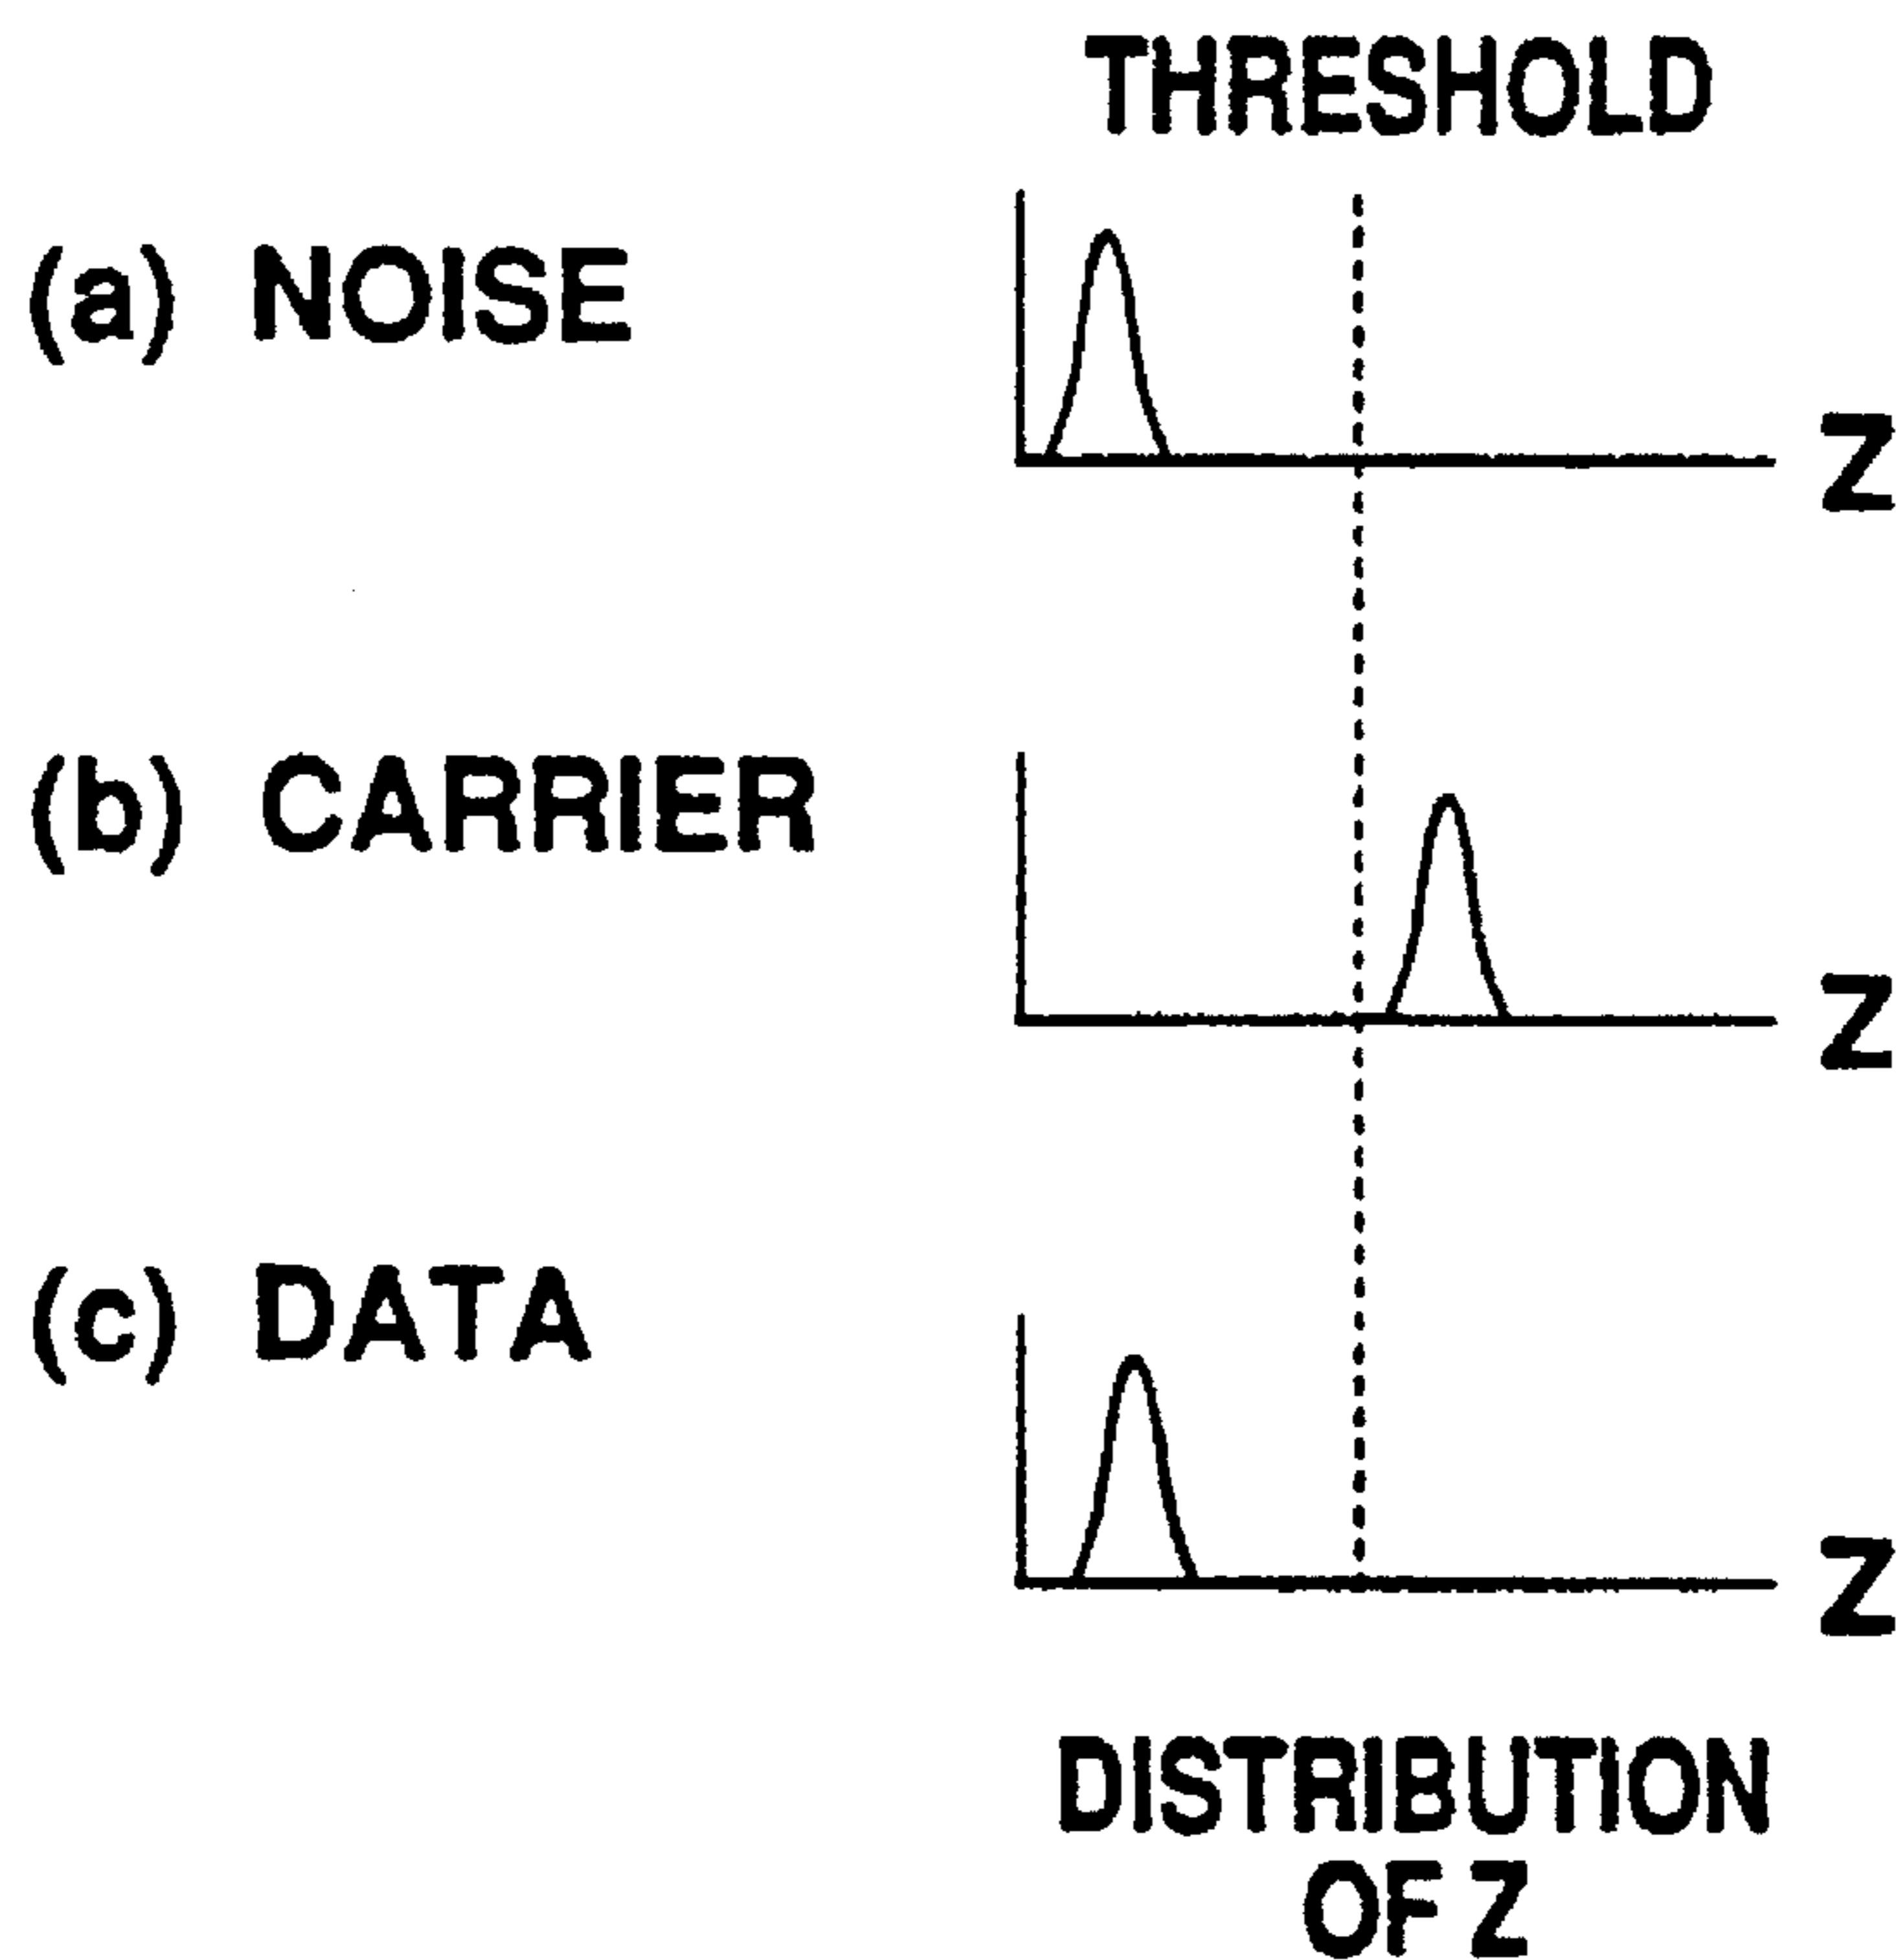 THRESHOLD
(a) NOISE
Z
(b) CARRIER
Z
(c) DATA
Z
DISTRIBUTION
OF Z